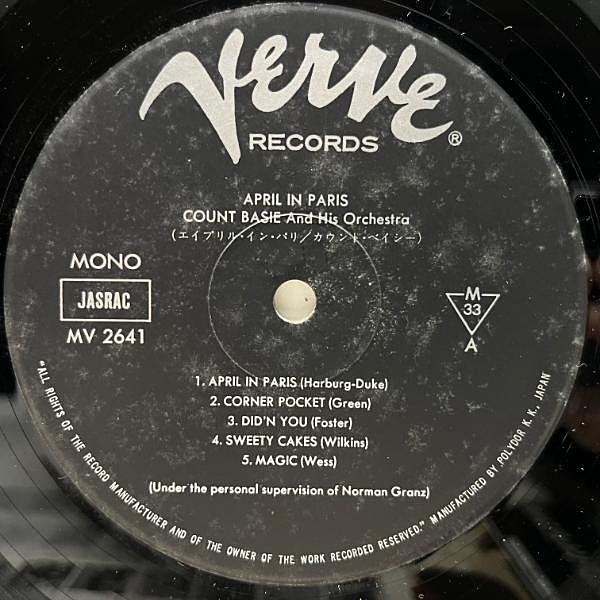 Verve®
RECORDS
APRIL IN PARIS
COUNT BASIE And His Orchestra
(エイプリル・イン・パリ/カウント・ベイシー)
MONO
JASRAC
MV 2641
M
33
A
1. APRIL IN PARIS (Harburg-Duke)
2. CORNER POCKET (Green)
3. DID'N YOU (Foster)
4. SWEETY CAKES (Wilkins)
5. MAGIC (Wess)
(Under the personal supervision of Norman Granz)
"ALL RIGHTS OF THE RECORD MANUFACTURER AND OF THE OWNER OF THE WORK RECORDED RESERVED." MANUFACTURED BY POLYDOR K. K. JAPAN